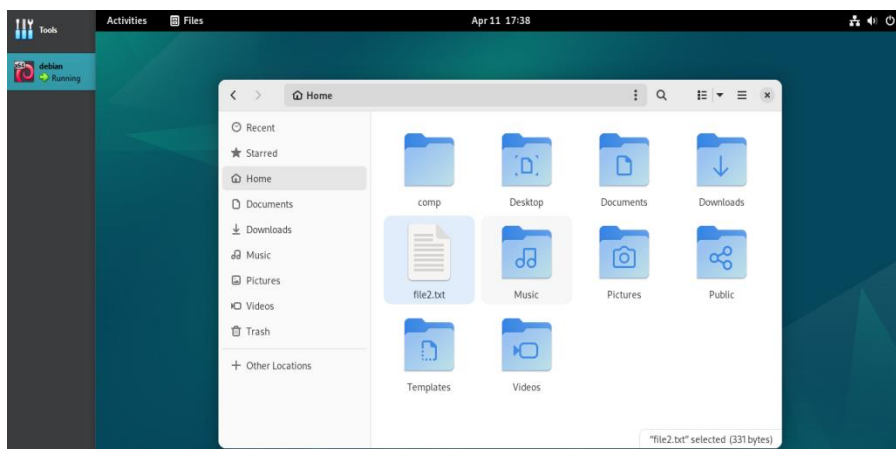 Tools
debian
Running
Activities Files Apr 11 17:38
Home
Recent
Starred
Home
Documents
Downloads
Music
Pictures
Videos
Trash
Other Locations
comp Desktop Documents Downloads
file2.txt Music Pictures Public
Templates Videos
"file2.txt" selected (331 bytes)